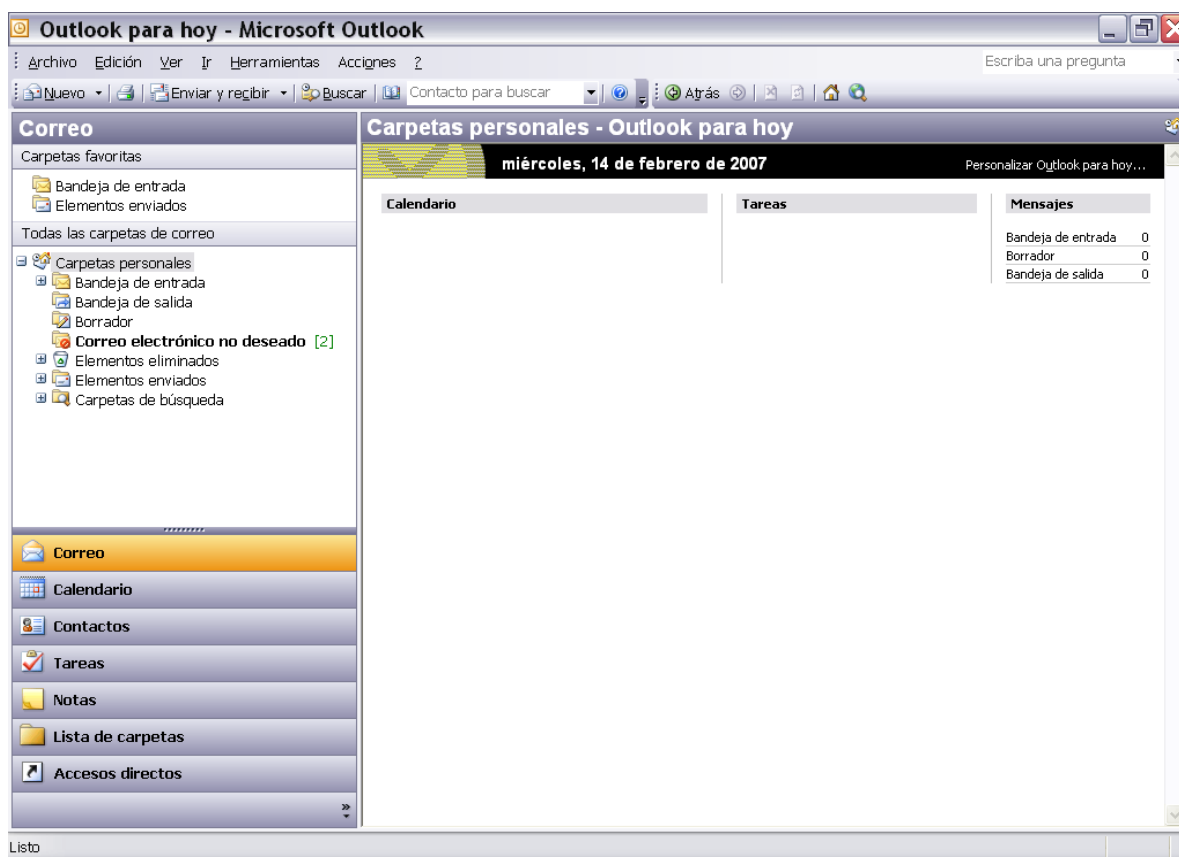 Outlook para hoy - Microsoft Outlook
Archivo Edición Ver Ir Herramientas Acciones ?
Escriba una pregunta
Nuevo Enviar y recibir Buscar Contacto para buscar Atrás
Correo
Carpetas favoritas
Bandeja de entrada
Elementos enviados
Todas las carpetas de correo
Carpetas personales
Bandeja de entrada
Bandeja de salida
Borrador
Correo electrónico no deseado [2]
Elementos eliminados
Elementos enviados
Carpetas de búsqueda
Correo
Calendario
Contactos
Tareas
Notas
Lista de carpetas
Accesos directos
Carpetas personales - Outlook para hoy
miércoles, 14 de febrero de 2007
Personalizar Outlook para hoy...
Calendario
Tareas
Mensajes
Bandeja de entrada 0
Borrador 0
Bandeja de salida 0
Listo